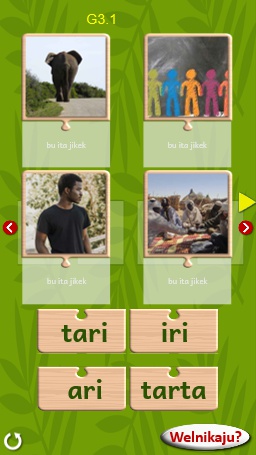 G3.1
bu ita jikek
bu ita jikek
bu ita jikek
bu ita jikek
tari
iri
ari
tarta
Welnikaju?